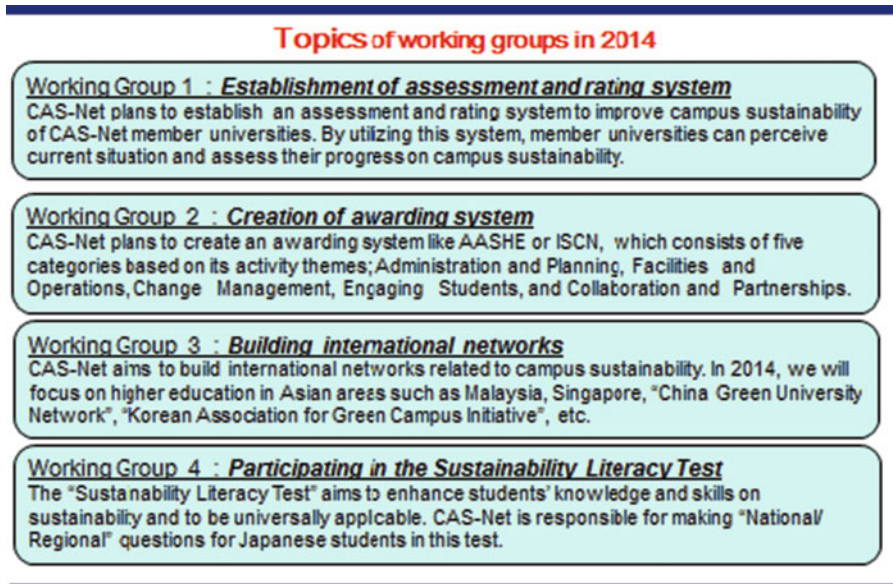 Topics of working groups in 2014
Working Group 1 : Establishment of assessment and rating system
CAS-Net plans to establish an assessment and rating system to improve campus sustainability
of CAS-Net member universities. By utilizing this system, member universities can perceive
current situation and assess their progress on campus sustainability.
Working Group 2 : Creation of awarding system
CAS-Net plans to create an awarding system like AASHE or ISCN, which consists of five
categories based on its activity themes; Administration and Planning, Facilities and
Operations, Change Management, Engaging Students, and Collaboration and Partnerships.
Working Group 3 : Building international networks
CAS-Net aims to build international networks related to campus sustainability. In 2014, we will
focus on higher education in Asian areas such as Malaysia, Singapore, “China Green University
Network”, “Korean Association for Green Campus Initiative”, etc.
Working Group 4 : Participating in the Sustainability Literacy Test
The “Sustainability Literacy Test” aims to enhance students’ knowledge and skills on
sustainability and to be universally applcable. CAS-Net is responsible for making “National/
Regional” questions for Japanese students in this test.